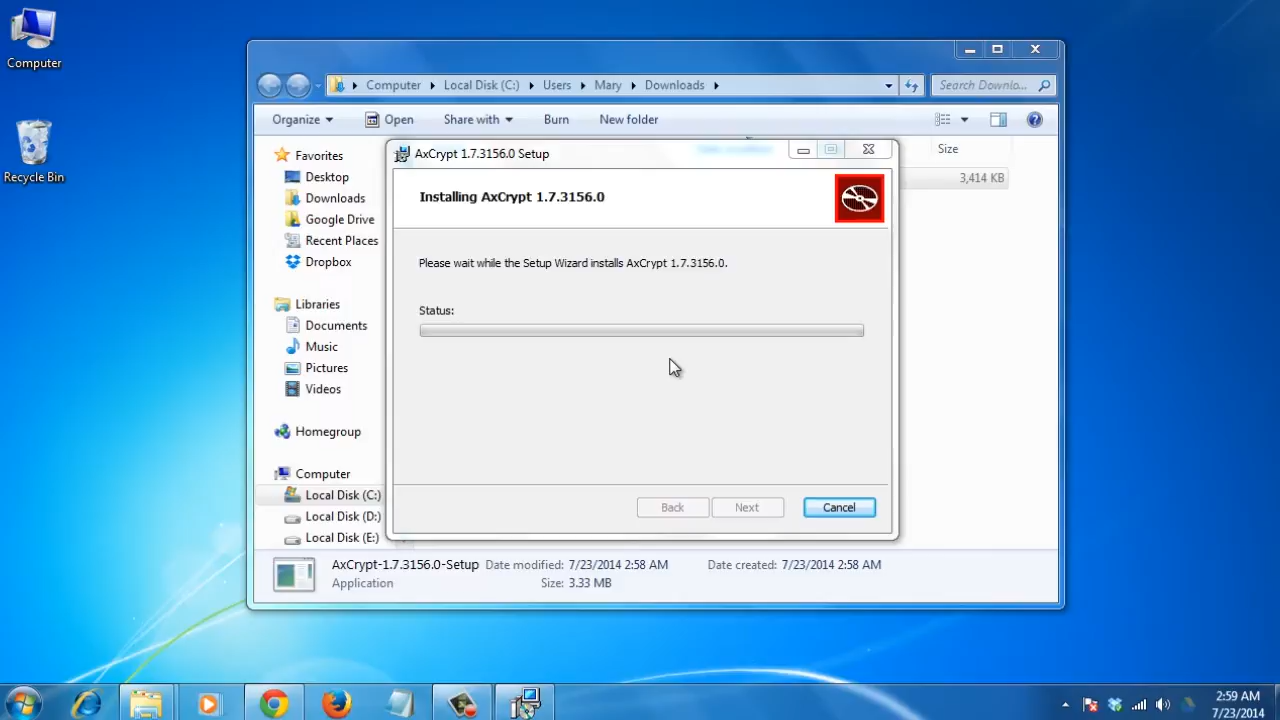 Computer
Recycle Bin
Computer
Local Disk (C:)
Users
Mary
Downloads
Search Downlo...
Organize
Open
Share with
Burn
New folder
Favorites
Desktop
Downloads
Google Drive
Recent Places
Dropbox
Libraries
Documents
Music
Pictures
Videos
Homegroup
Computer
Local Disk (C:)
Local Disk (D:)
Local Disk (E:)
Size
3,414 KB
AxCrypt 1.7.3156.0 Setup
Installing AxCrypt 1.7.3156.0
Please wait while the Setup Wizard installs AxCrypt 1.7.3156.0.
Status:
Back
Next
Cancel
AxCrypt-1.7.3156.0-Setup
Date modified: 7/23/2014 2:58 AM
Date created: 7/23/2014 2:58 AM
Application
Size: 3.33 MB
2:59 AM
7/23/2014